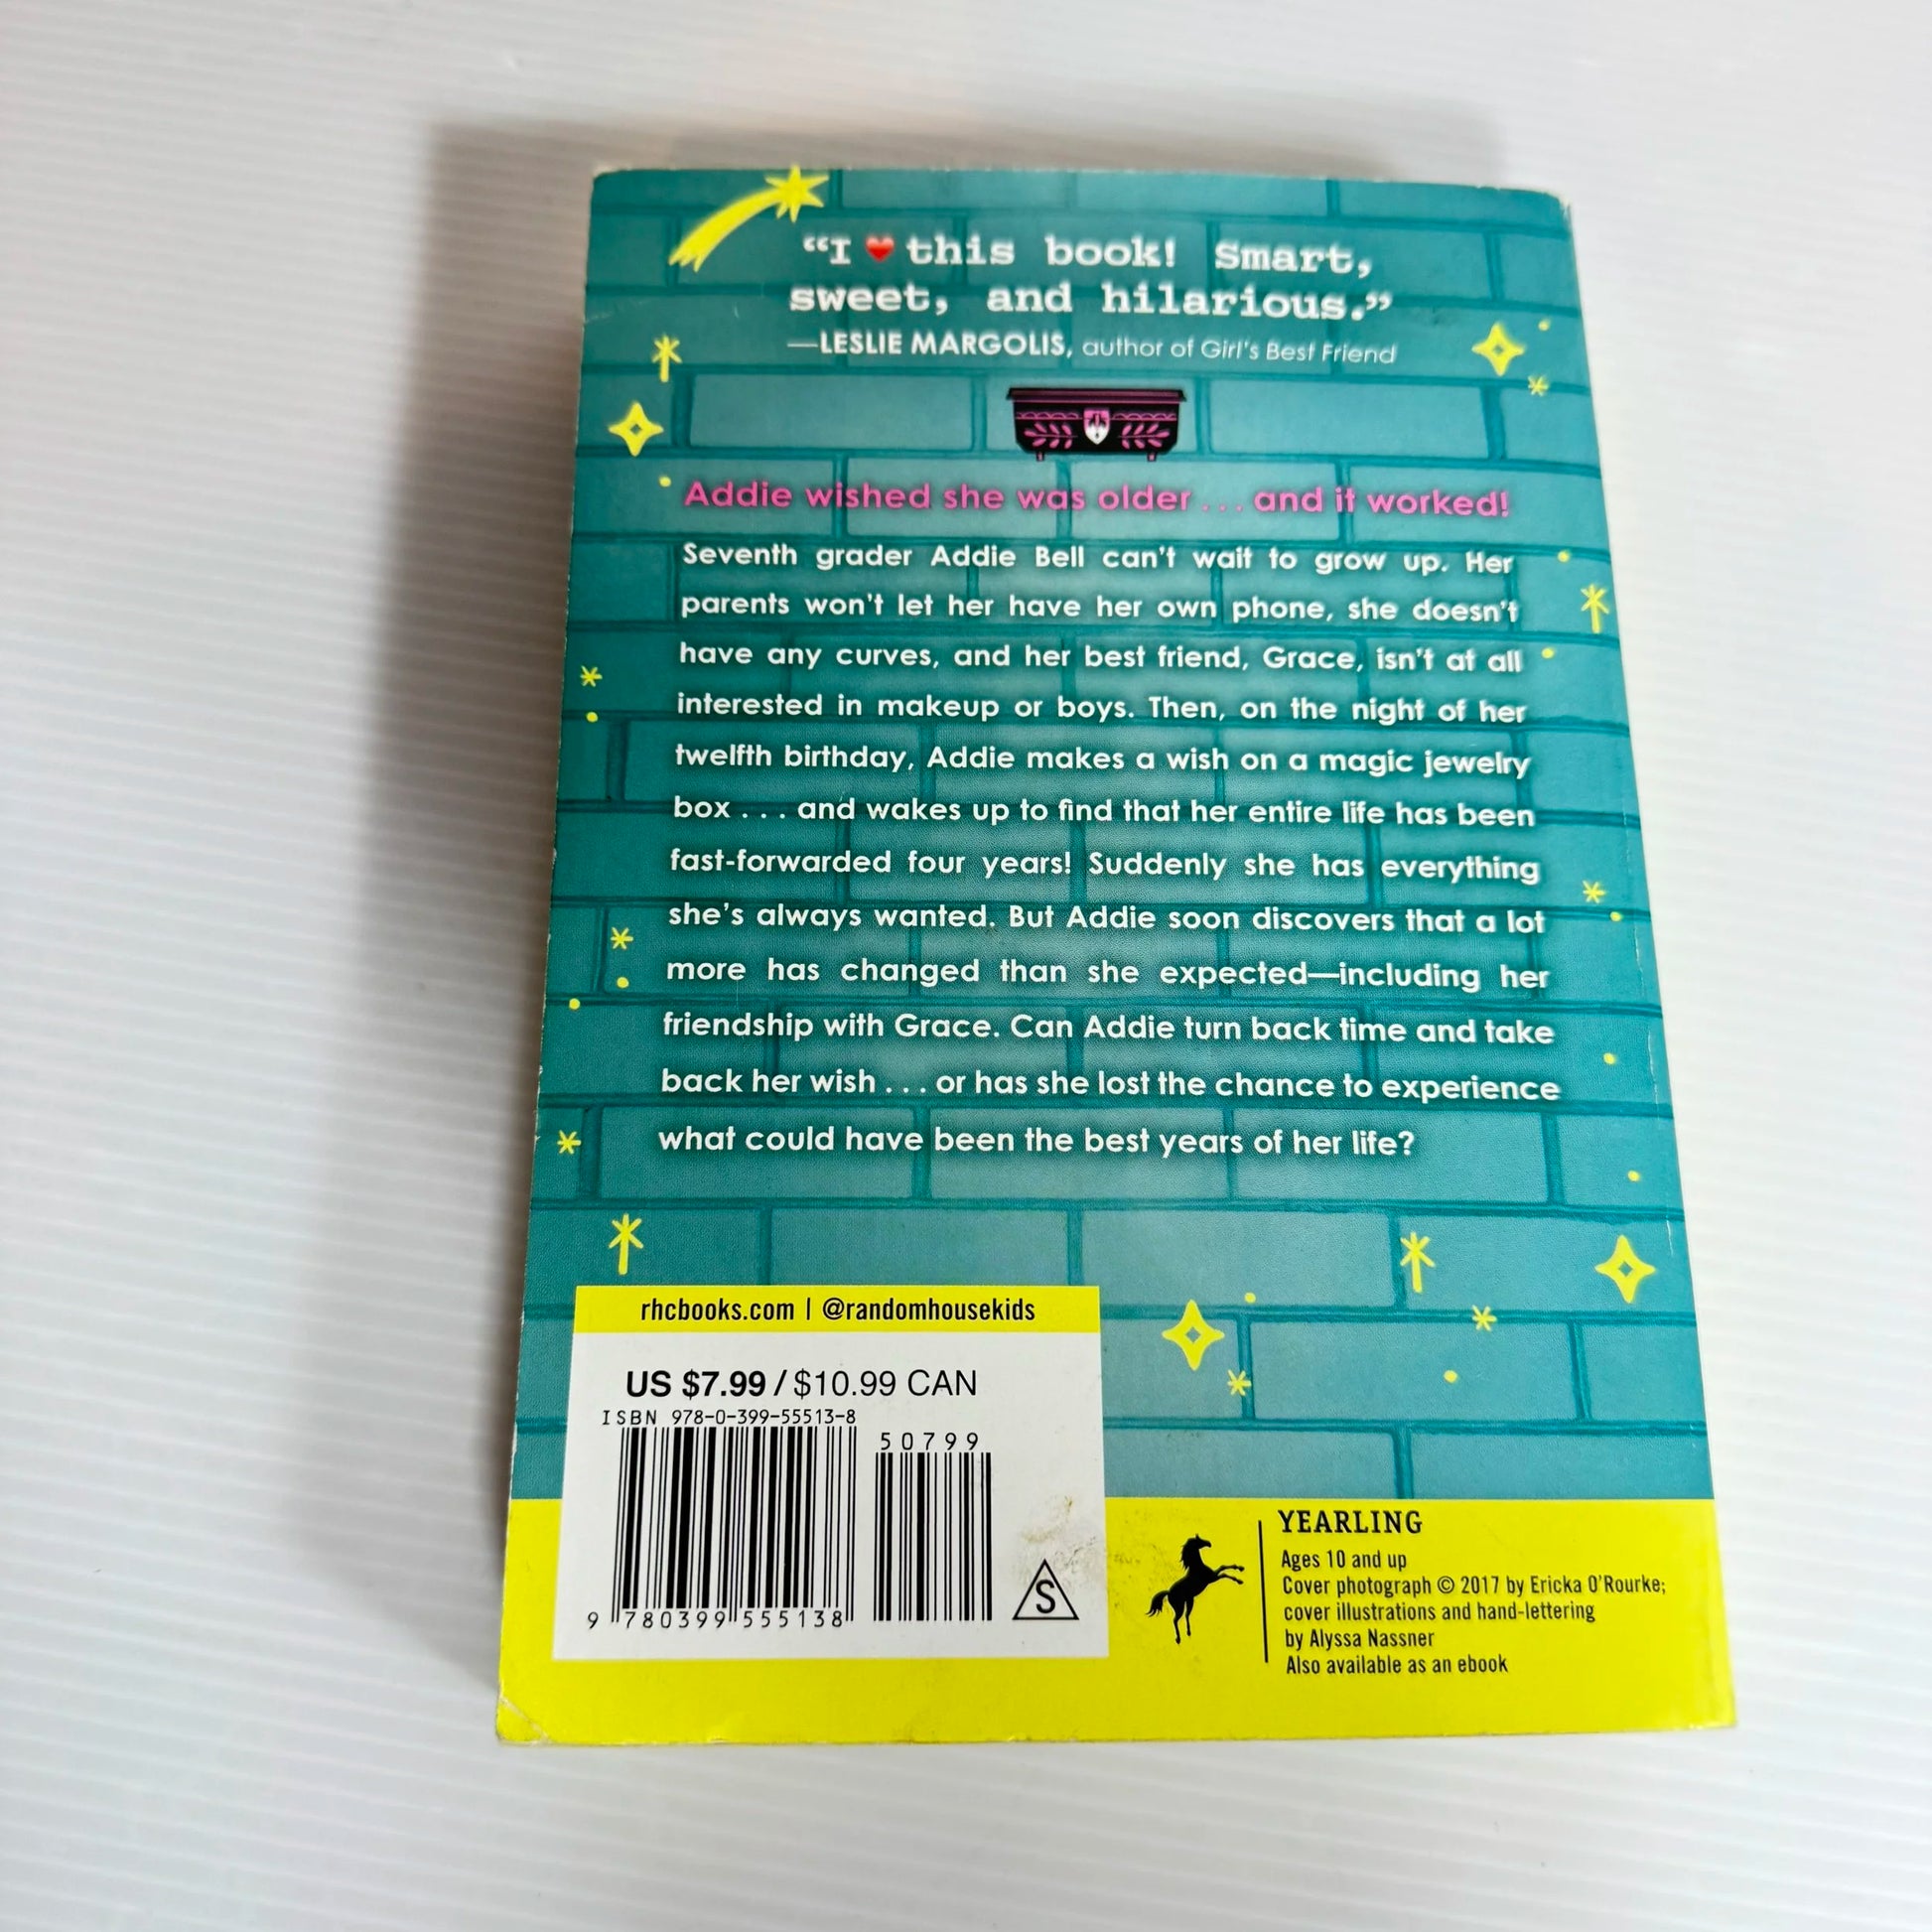 “I ❤ this book! Smart,
sweet, and hilarious.”
—LESLIE MARGOLIS, author of Girl's Best Friend
Addie wished she was older . . . and it worked!
Seventh grader Addie Bell can't wait to grow up. Her
parents won't let her have her own phone, she doesn't
have any curves, and her best friend, Grace, isn't at all
interested in makeup or boys. Then, on the night of her
twelfth birthday, Addie makes a wish on a magic jewelry
box . . . and wakes up to find that her entire life has been
fast-forwarded four years! Suddenly she has everything
she's always wanted. But Addie soon discovers that a lot
more has changed than she expected—including her
friendship with Grace. Can Addie turn back time and take
back her wish . . . or has she lost the chance to experience
what could have been the best years of her life?
rhcbooks.com | @randomhousekids
US $7.99 / $10.99 CAN
ISBN 978-0-399-55513-8
50799
9 780399 555138
S
YEARLING
Ages 10 and up
Cover photograph © 2017 by Ericka O'Rourke;
cover illustrations and hand-lettering
by Alyssa Nassner
Also available as an ebook